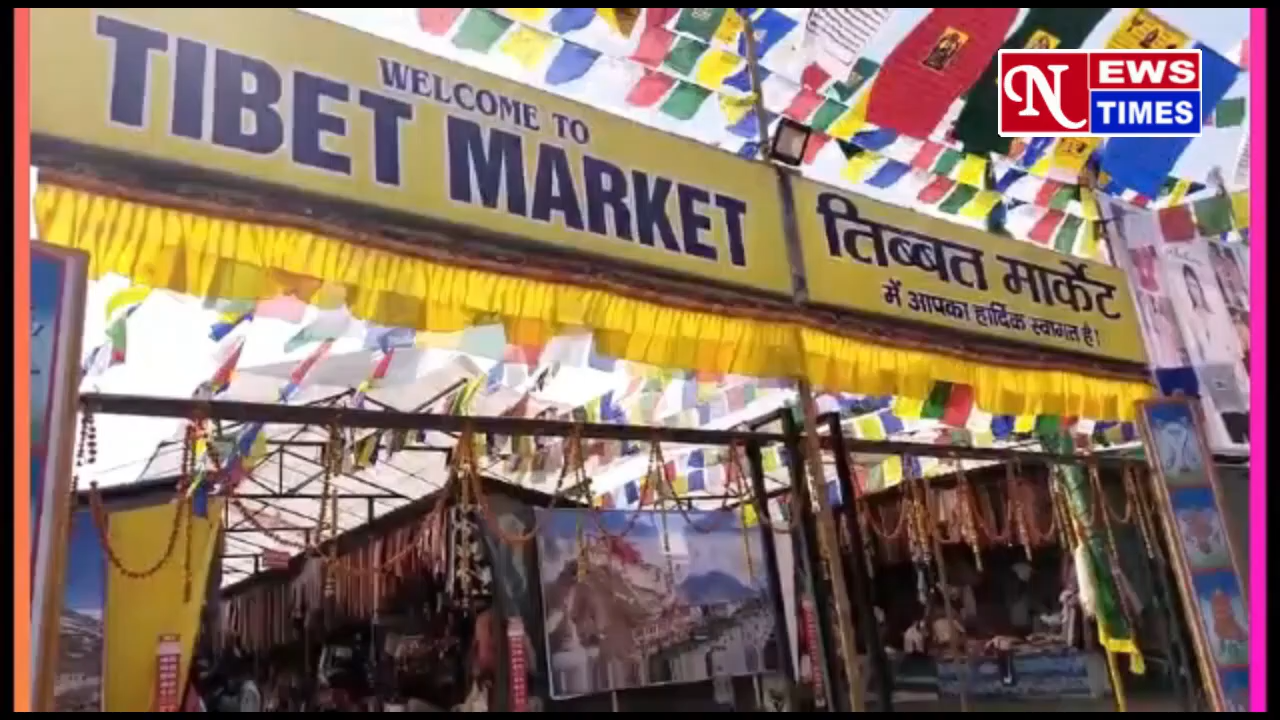 WELCOME TO
TIBET MARKET
तिब्बत मार्केट
में आपका हार्दिक स्वागत है!
NEWS
TIMES